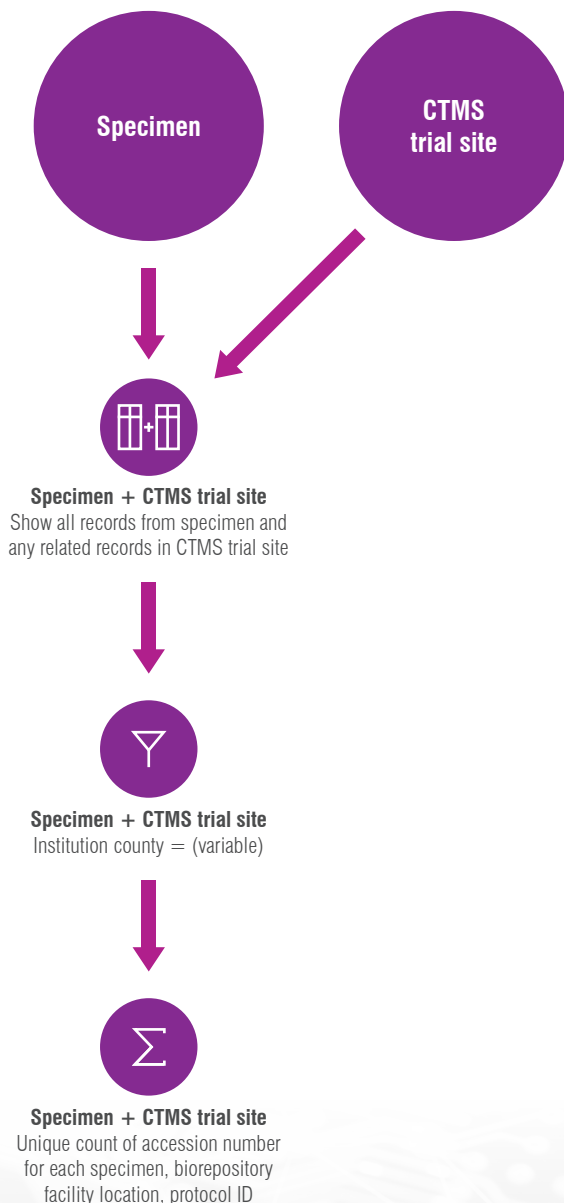 Specimen
CTMS
trial site
Specimen + CTMS trial site
Show all records from specimen and
any related records in CTMS trial site
Specimen + CTMS trial site
Institution county = (variable)
Specimen + CTMS trial site
Unique count of accession number
for each specimen, biorepository
facility location, protocol ID